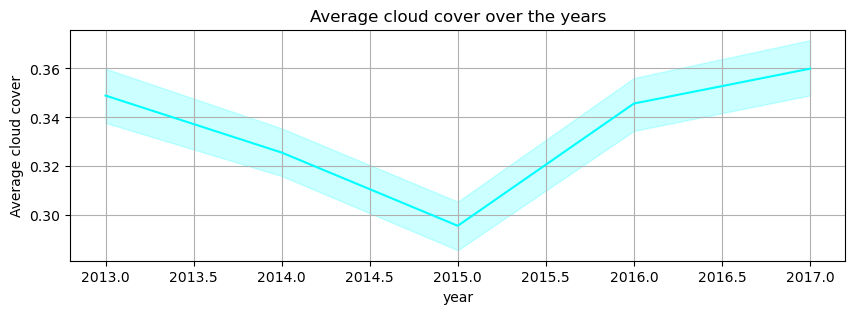 Average cloud cover over the years
Average cloud cover
0.36
0.34
0.32
0.30
2013.0 2013.5 2014.0 2014.5 2015.0 2015.5 2016.0 2016.5 2017.0
year